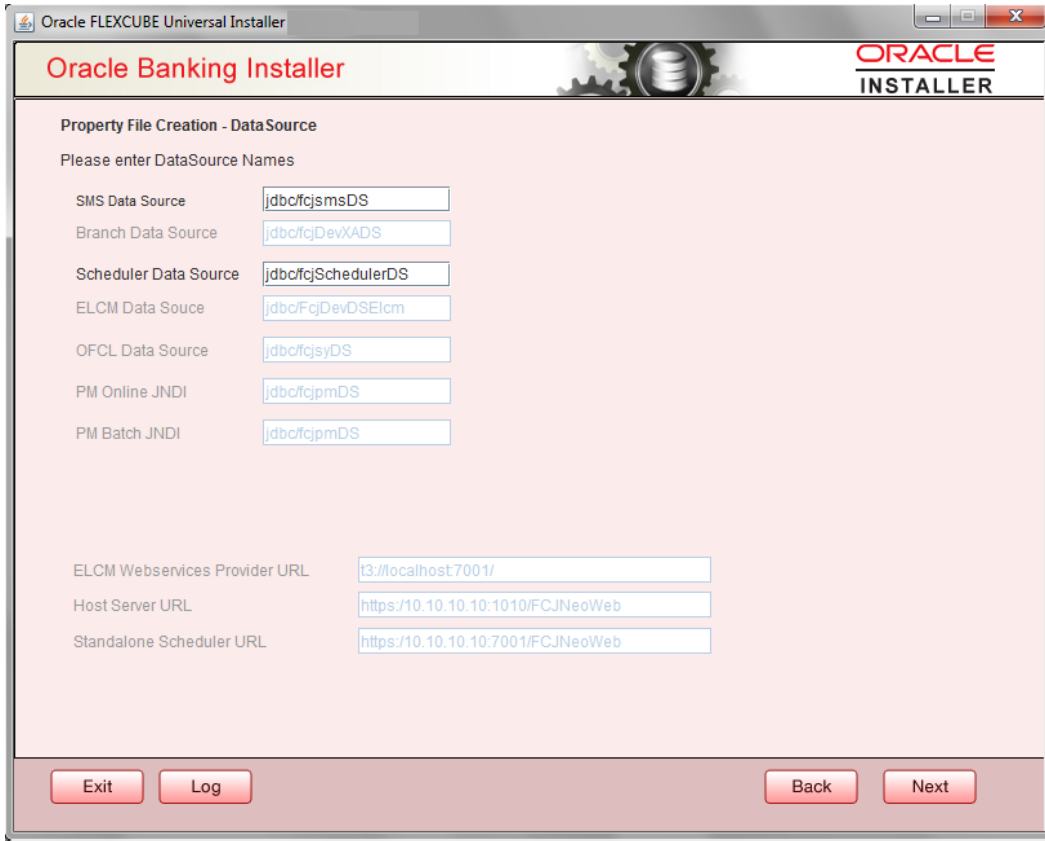 Oracle FLEXCUBE Universal Installer
Oracle Banking Installer
ORACLE
INSTALLER
Property File Creation - DataSource
Please enter DataSource Names
SMS Data Source jdbc/fcjsmsDS
Branch Data Source jdbc/fcjDevXADS
Scheduler Data Source jdbc/fcjSchedulerDS
ELCM Data Souce jdbc/FcjDevDSElcm
OFCL Data Source jdbc/fcjsyDS
PM Online JNDI jdbc/fcjpmDS
PM Batch JNDI jdbc/fcjpmDS
ELCM Webservices Provider URL t3://localhost:7001/
Host Server URL https:/10.10.10.10:1010/FCJNeoWeb
Standalone Scheduler URL https:/10.10.10.10:7001/FCJNeoWeb
Exit Log Back Next